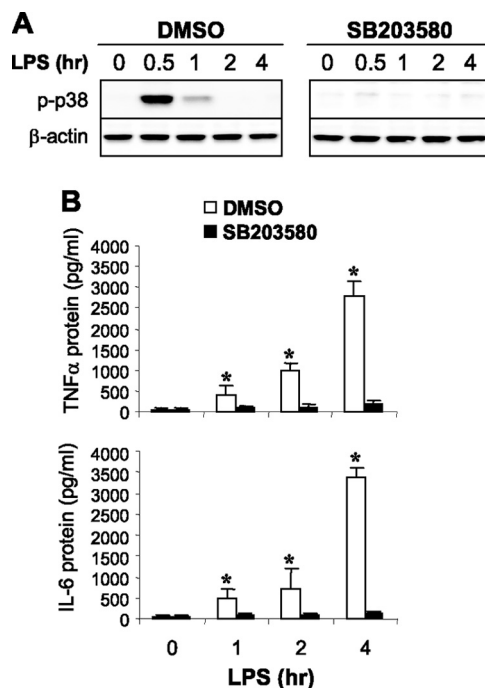 A
DMSO SB203580
LPS (hr) 0 0.5 1 2 4 0 0.5 1 2 4
p-p38
β-actin
B
DMSO
SB203580
TNFα protein (pg/ml)
4000
3500
3000
2500
2000
1500
1000
500
0
* * *
IL-6 protein (pg/ml)
4000
3500
3000
2500
2000
1500
1000
500
0
* * *
0 1 2 4
LPS (hr)